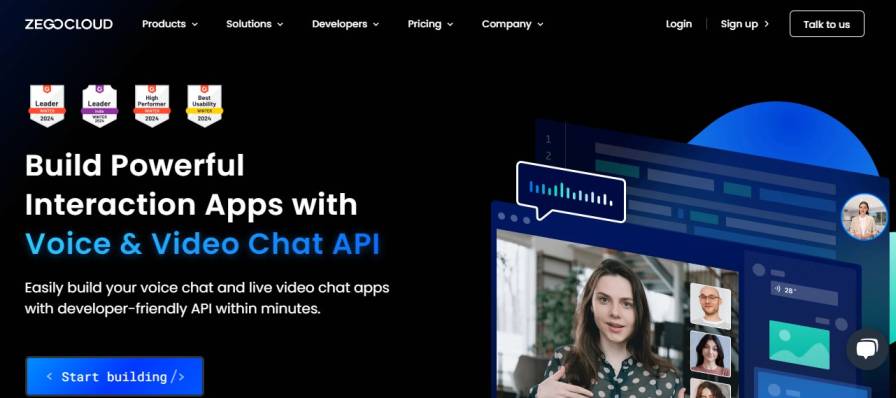 ZEGOCLOUD Products Solutions Developers Pricing Company Login Sign up Talk to us
Leader WINTER 2024
Leader India WINTER 2024
High Performer WINTER 2024
Best Usability WINTER 2024
Build Powerful
Interaction Apps with
Voice & Video Chat API
Easily build your voice chat and live video chat apps
with developer-friendly API within minutes.
< Start building />
1
2
28"